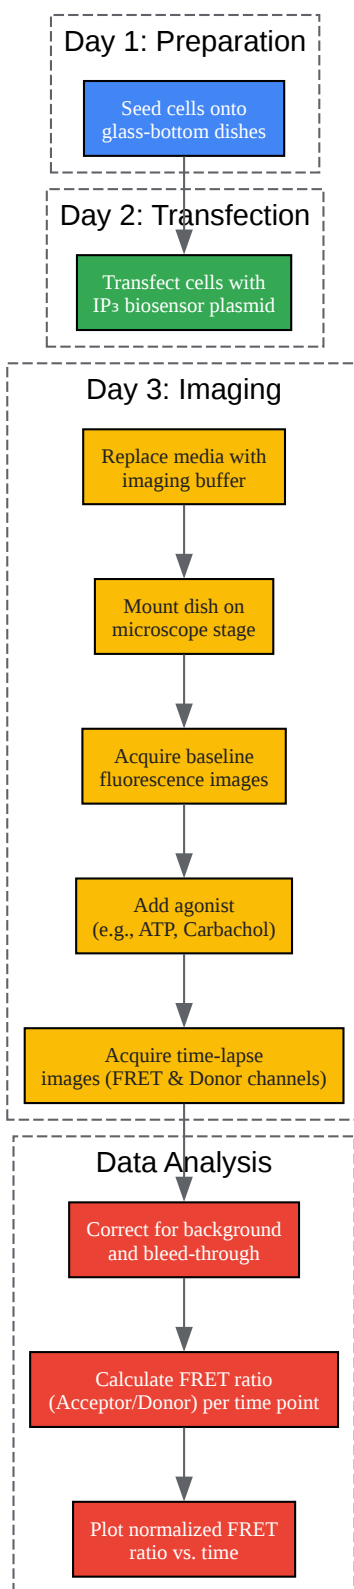 Day 1: Preparation
Seed cells onto
glass-bottom dishes
Day 2: Transfection
Transfect cells with
IP₃ biosensor plasmid
Day 3: Imaging
Replace media with
imaging buffer
Mount dish on
microscope stage
Acquire baseline
fluorescence images
Add agonist
(e.g., ATP, Carbachol)
Acquire time-lapse
images (FRET & Donor channels)
Data Analysis
Correct for background
and bleed-through
Calculate FRET ratio
(Acceptor/Donor) per time point
Plot normalized FRET
ratio vs. time